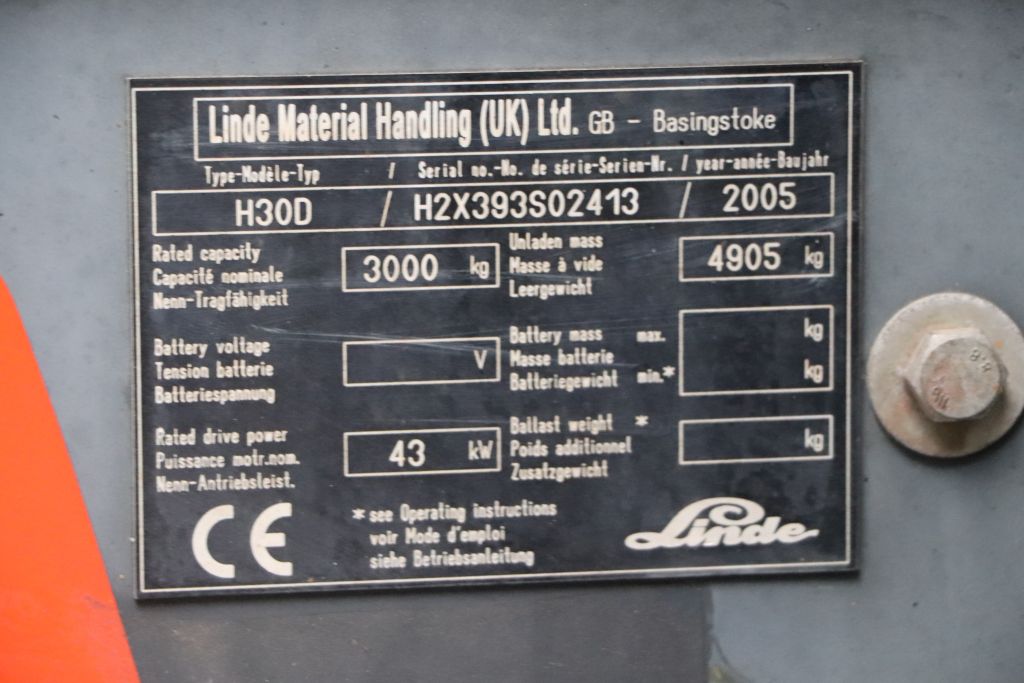 Linde Material Handling (UK) Ltd. GB - Basingstoke
Type-Modèle-Typ / Serial no.-No. de série-Serien-Nr. / year-année-Baujahr
H30D / H2X393S02413 / 2005
Rated capacity
Capacité nominale
Nenn-Tragfähigkeit
3000 kg
Unladen mass
Masse à vide
Leergewicht
4905 kg
Battery voltage
Tension batterie
Batteriespannung
V
Battery mass max.
Masse batterie
Batteriegewicht min.*
kg
kg
Rated drive power
Puissance motr.nom.
Nenn-Antriebsleist.
43 kW
Ballast weight *
Poids additionnel
Zusatzgewicht
kg
CE
* see Operating instructions
voir Mode d'emploi
siehe Betriebsanleitung
Linde
8.8